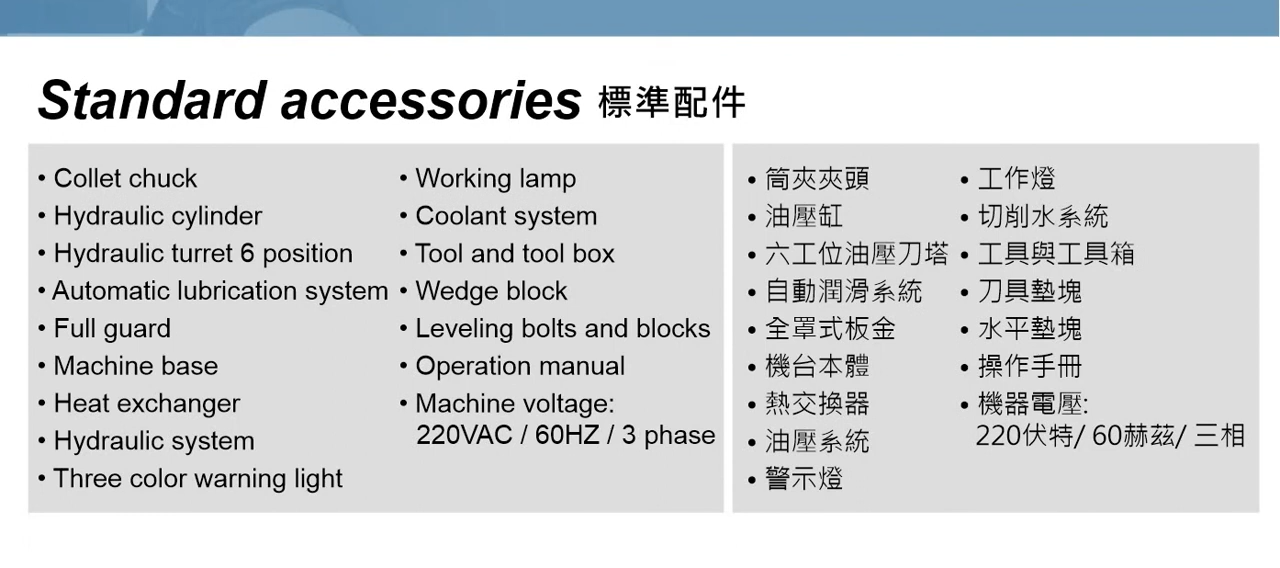 Standard accessories 標準配件
• Collet chuck
• Hydraulic cylinder
• Hydraulic turret 6 position
• Automatic lubrication system
• Full guard
• Machine base
• Heat exchanger
• Hydraulic system
• Three color warning light
• Working lamp
• Coolant system
• Tool and tool box
• Wedge block
• Leveling bolts and blocks
• Operation manual
• Machine voltage:
220VAC / 60HZ / 3 phase
• 筒夾夾頭
• 油壓缸
• 六工位油壓刀塔
• 自動潤滑系統
• 全罩式板金
• 機台本體
• 熱交換器
• 油壓系統
• 警示燈
• 工作燈
• 切削水系統
• 工具與工具箱
• 刀具墊塊
• 水平墊塊
• 操作手冊
• 機器電壓:
220伏特/ 60赫茲/ 三相